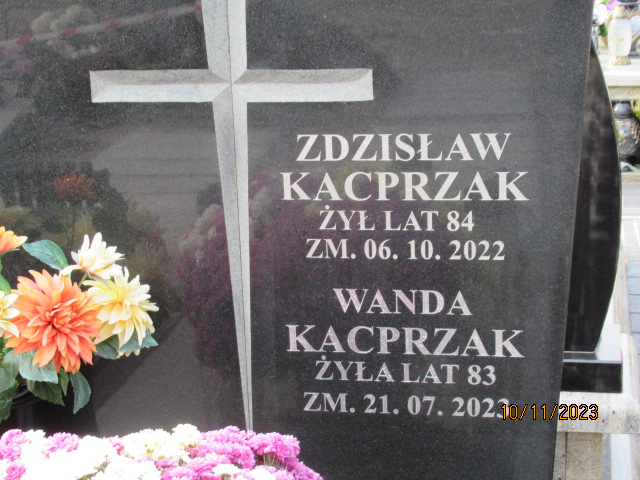 ZDZISŁAW
KACPRZAK
ŻYŁ LAT 84
ZM. 06. 10. 2022
WANDA
KACPRZAK
ŻYŁA LAT 83
ZM. 21. 07. 2023
10/11/2023